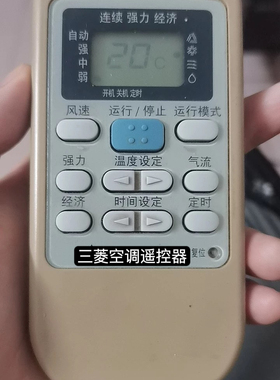 连续 强力 经济
自动
强
中
弱
20℃
开机 关机 定时
风速 运行/停止 运行模式
强力 温度设定 气流
经济 时间设定 定时
三菱空调遥控器
复位